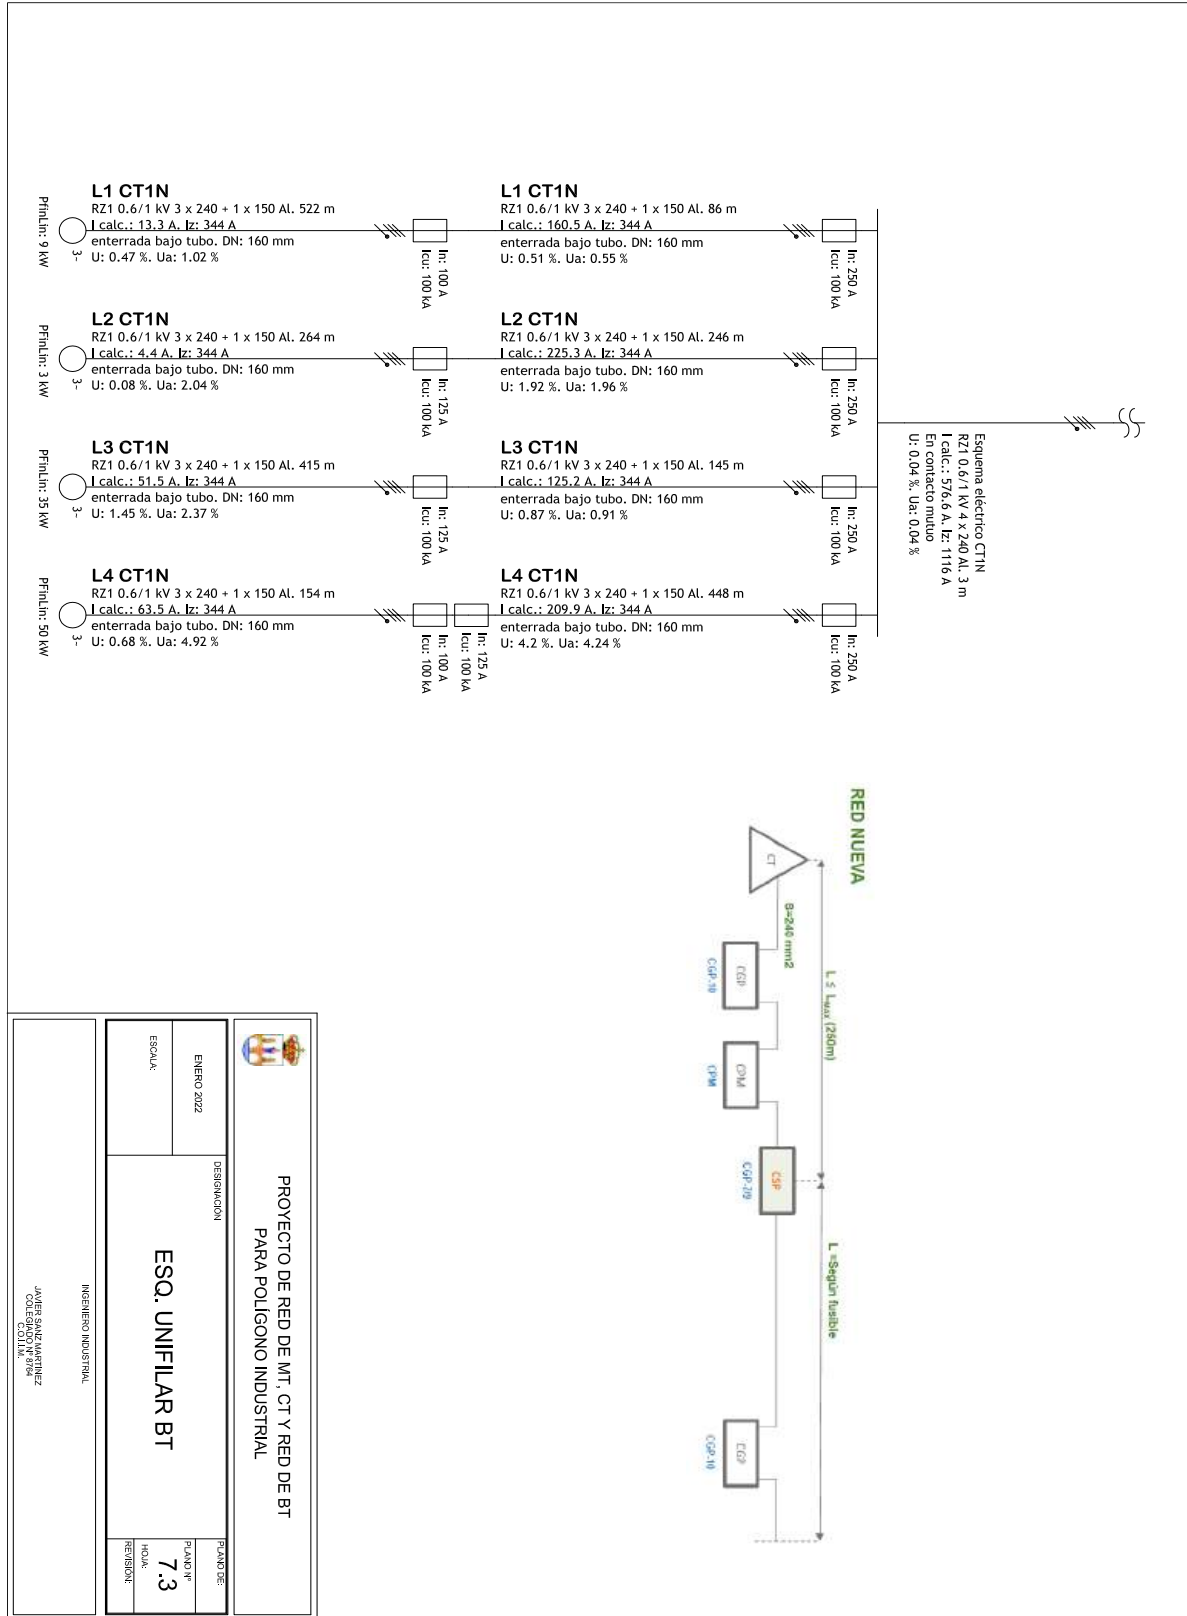 L1 CT1N
RZ1 0.6/1 kV 3 x 240 + 1 x 150 Al. 522 m
I calc.: 13.3 A. Iz: 344 A
enterrada bajo tubo. DN: 160 mm
U: 0.47 %. Ua: 1.02 %
PfinLin: 9 kW
3~
In: 100 A
Icu: 100 kA
L1 CT1N
RZ1 0.6/1 kV 3 x 240 + 1 x 150 Al. 86 m
I calc.: 160.5 A. Iz: 344 A
enterrada bajo tubo. DN: 160 mm
U: 0.51 %. Ua: 0.55 %
In: 250 A
Icu: 100 kA
L2 CT1N
RZ1 0.6/1 kV 3 x 240 + 1 x 150 Al. 264 m
I calc.: 4.4 A. Iz: 344 A
enterrada bajo tubo. DN: 160 mm
U: 0.08 %. Ua: 2.04 %
PFinLin: 3 kW
3~
In: 125 A
Icu: 100 kA
L2 CT1N
RZ1 0.6/1 kV 3 x 240 + 1 x 150 Al. 246 m
I calc.: 225.3 A. Iz: 344 A
enterrada bajo tubo. DN: 160 mm
U: 1.92 %. Ua: 1.96 %
In: 250 A
Icu: 100 kA
L3 CT1N
RZ1 0.6/1 kV 3 x 240 + 1 x 150 Al. 415 m
I calc.: 51.5 A. Iz: 344 A
enterrada bajo tubo. DN: 160 mm
U: 1.45 %. Ua: 2.37 %
PFinLin: 35 kW
3~
In: 125 A
Icu: 100 kA
L3 CT1N
RZ1 0.6/1 kV 3 x 240 + 1 x 150 Al. 145 m
I calc.: 125.2 A. Iz: 344 A
enterrada bajo tubo. DN: 160 mm
U: 0.87 %. Ua: 0.91 %
In: 250 A
Icu: 100 kA
L4 CT1N
RZ1 0.6/1 kV 3 x 240 + 1 x 150 Al. 154 m
I calc.: 63.5 A. Iz: 344 A
enterrada bajo tubo. DN: 160 mm
U: 0.68 %. Ua: 4.92 %
PFinLin: 50 kW
3~
In: 100 A
Icu: 100 kA
In: 125 A
Icu: 100 kA
L4 CT1N
RZ1 0.6/1 kV 3 x 240 + 1 x 150 Al. 448 m
I calc.: 209.9 A. Iz: 344 A
enterrada bajo tubo. DN: 160 mm
U: 4.2 %. Ua: 4.24 %
In: 250 A
Icu: 100 kA
Esquema eléctrico CT1N
RZ1 0.6/1 kV 4 x 240 Al. 3 m
I calc.: 576.6 A. Iz: 1116 A
En contacto mutuo
U: 0.04 %. Ua: 0.04 %
RED NUEVA
L ≤ LMAX (250m)
L =Según fusible
CT
S=240 mm2
CGP
CGP-10
CPM
CPM
CSP
CGP-7/9
CGP
CGP-10
PROYECTO DE RED DE MT, CT Y RED DE BT
PARA POLÍGONO INDUSTRIAL
ENERO 2022
ESCALA:
DESIGNACIÓN
ESQ. UNIFILAR BT
PLANO DE:
PLANO Nº
7.3
HOJA:
REVISIÓN:
INGENIERO INDUSTRIAL
JAVIER SANZ MARTÍNEZ
COLEGIADO Nº 8764
C.O.I.I.M.